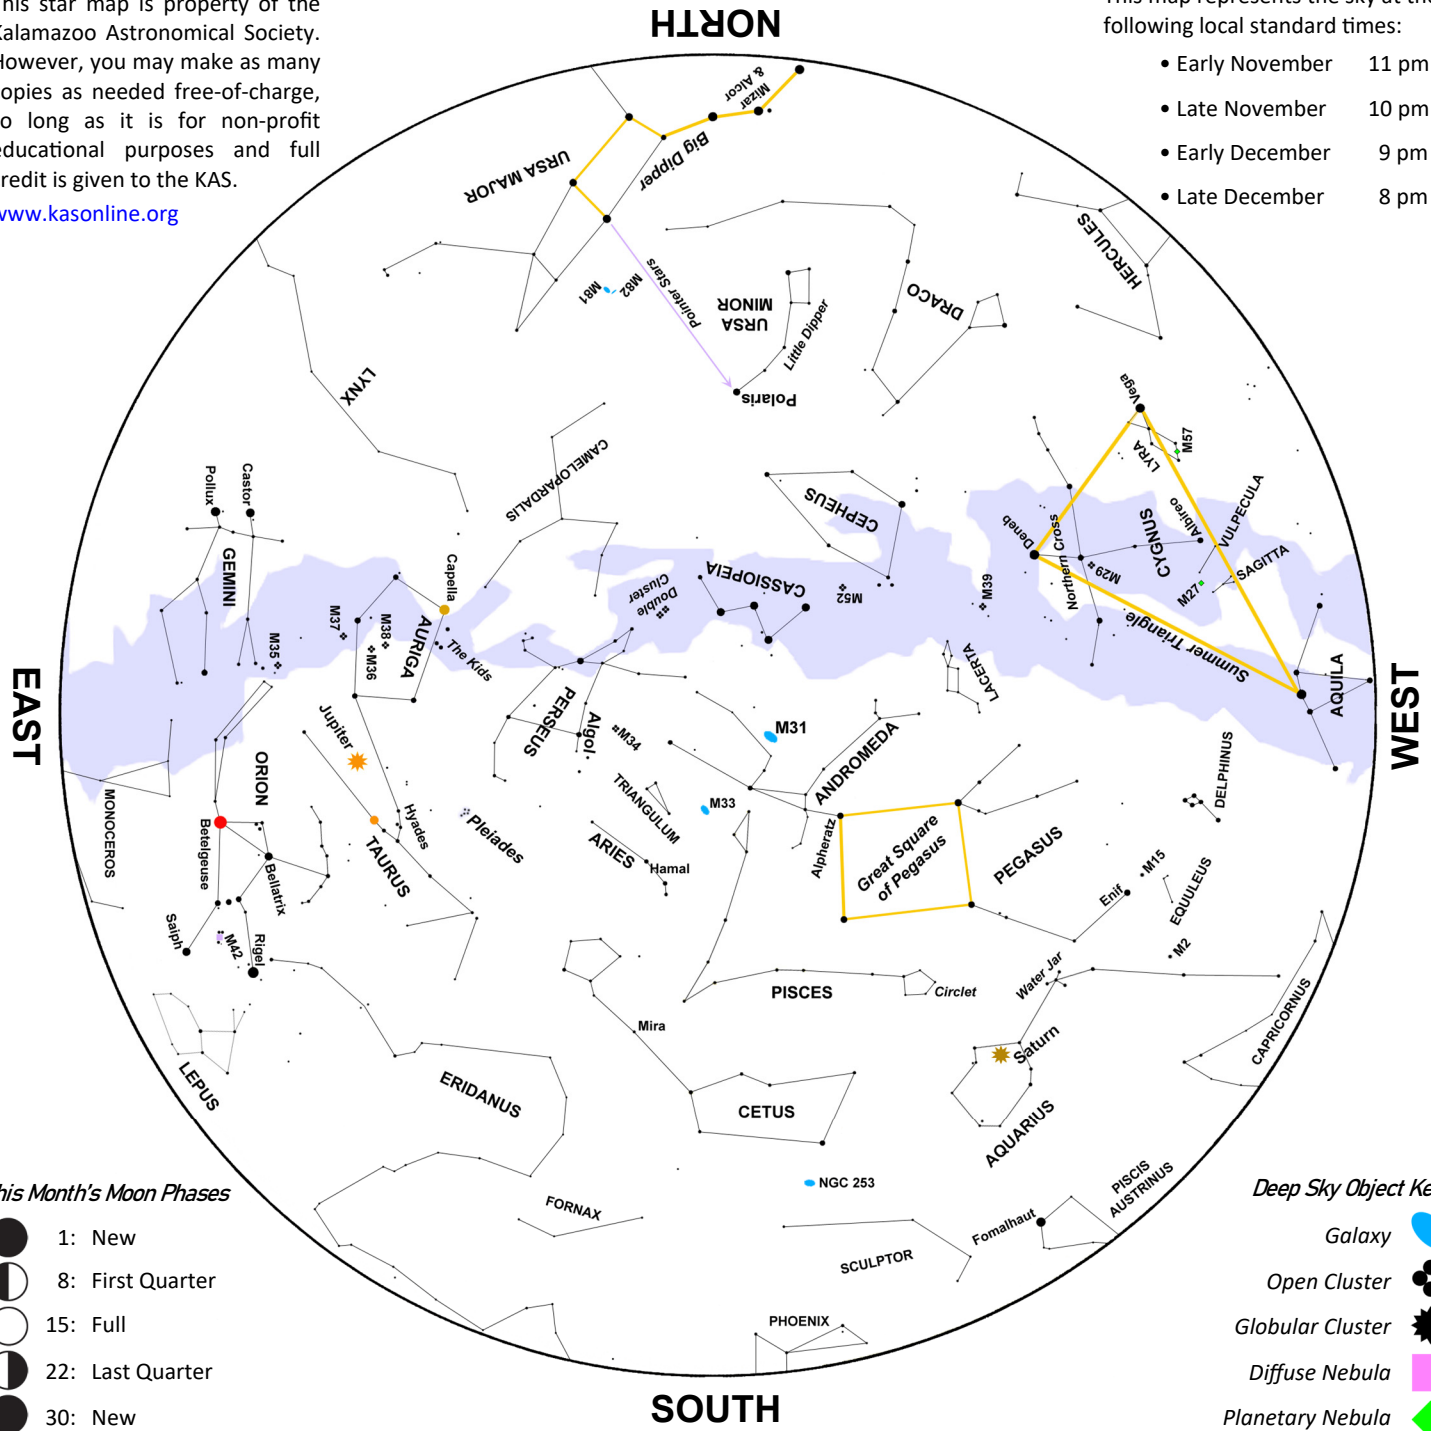 NORTH
his star map is property of the
Kalamazoo Astronomical Society.
However, you may make as many
opies as needed free-of-charge,
o long as it is for non-profit
educational purposes and full
redit is given to the KAS.
www.kasonline.org
This map represents the sky at the
following local standard times:
• Early November 11 pm
• Late November 10 pm
• Early December 9 pm
• Late December 8 pm
Mizar
& Alcor
Big Dipper
URSA MAJOR
M81
M82
Pointer Stars
URSA
MINOR
Little Dipper
Polaris
DRACO
HERCULES
LYNX
CAMELOPARDALIS
CEPHEUS
Vega
LYRA
M57
Deneb
Northern Cross
CYGNUS
Albireo
VULPECULA
SAGITTA
M29
M27
M39
Summer Triangle
AQUILA
Pollux
Castor
GEMINI
Capella
M37
M38
M36
M35
AURIGA
The Kids
Double
Cluster
CASSIOPEIA
M52
LACERTA
EAST
WEST
PERSEUS
Algol
M34
M31
ANDROMEDA
Jupiter
ORION
MONOCEROS
Betelgeuse
Bellatrix
Hyades
TAURUS
Pleiades
TRIANGULUM
M33
ARIES
Hamal
Alpheratz
Great Square
of Pegasus
PEGASUS
DELPHINUS
M15
Enif
EQUULEUS
M2
Saiph
M42
Rigel
PISCES
Circlet
Water Jar
CAPRICORNUS
Mira
Saturn
LEPUS
ERIDANUS
CETUS
AQUARIUS
NGC 253
FORNAX
SCULPTOR
Fomalhaut
PISCIS
AUSTRINUS
PHOENIX
SOUTH
his Month's Moon Phases
1: New
8: First Quarter
15: Full
22: Last Quarter
30: New
Deep Sky Object Ke
Galaxy
Open Cluster
Globular Cluster
Diffuse Nebula
Planetary Nebula